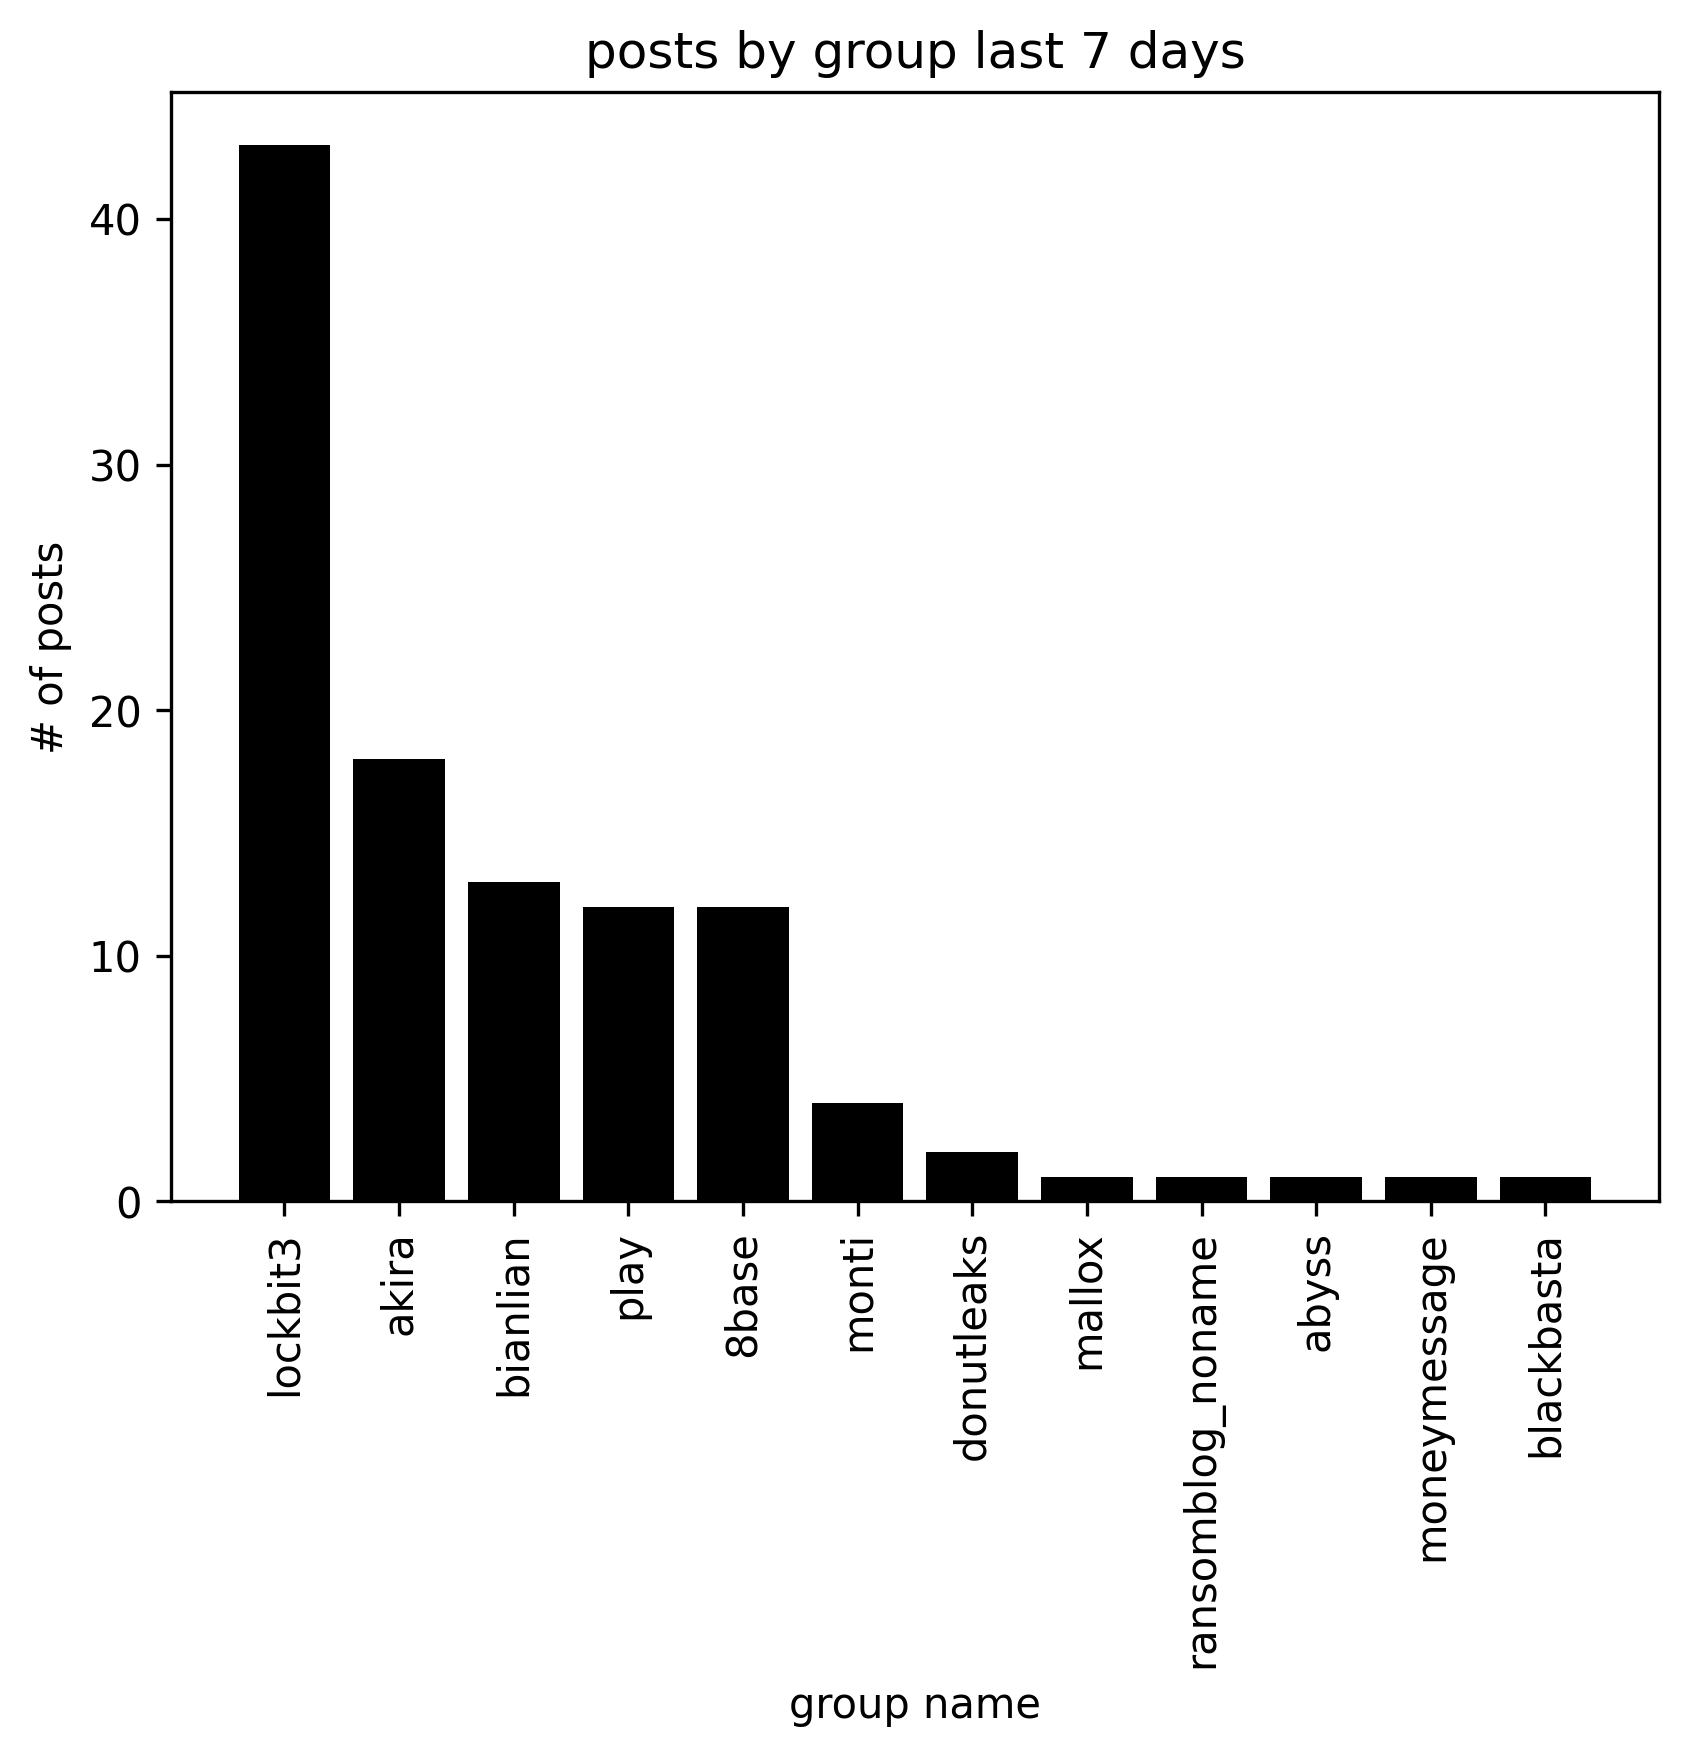 posts by group last 7 days
# of posts
40
30
20
10
0
lockbit3
akira
bianlian
play
8base
monti
donutleaks
mallox
ransomblog_noname
abyss
moneymessage
blackbasta
group name